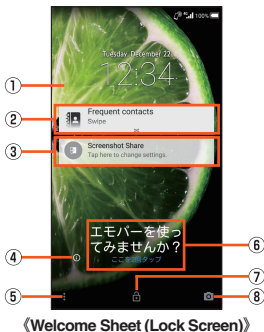 100%
Tuesday, December 22
12:34
①
②
Frequent contacts
Swipe
③
Screenshot Share
Tap here to change settings.
エモパーを使っ
てみませんか？
ここを2回タップ
④
⑥
⑦
⑤
⑧
《Welcome Sheet (Lock Screen)》